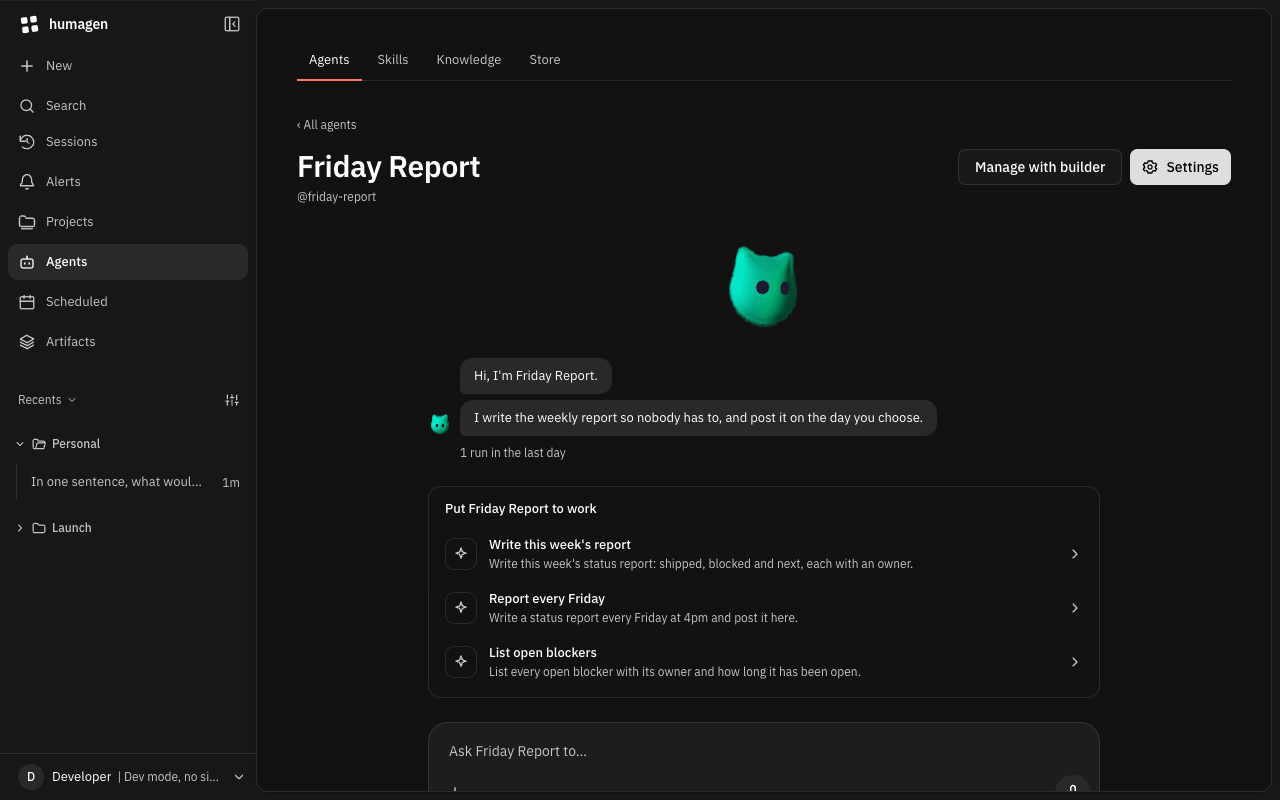 humagen
New
Search
Sessions
Alerts
Projects
Agents
Scheduled
Artifacts
Recents
Personal
In one sentence, what woul... 1m
Launch
D Developer | Dev mode, no si...
Agents Skills Knowledge Store
‹ All agents
Friday Report
@friday-report
Manage with builder
Settings
Hi, I'm Friday Report.
I write the weekly report so nobody has to, and post it on the day you choose.
1 run in the last day
Put Friday Report to work
Write this week's report
Write this week's status report: shipped, blocked and next, each with an owner.
Report every Friday
Write a status report every Friday at 4pm and post it here.
List open blockers
List every open blocker with its owner and how long it has been open.
Ask Friday Report to...